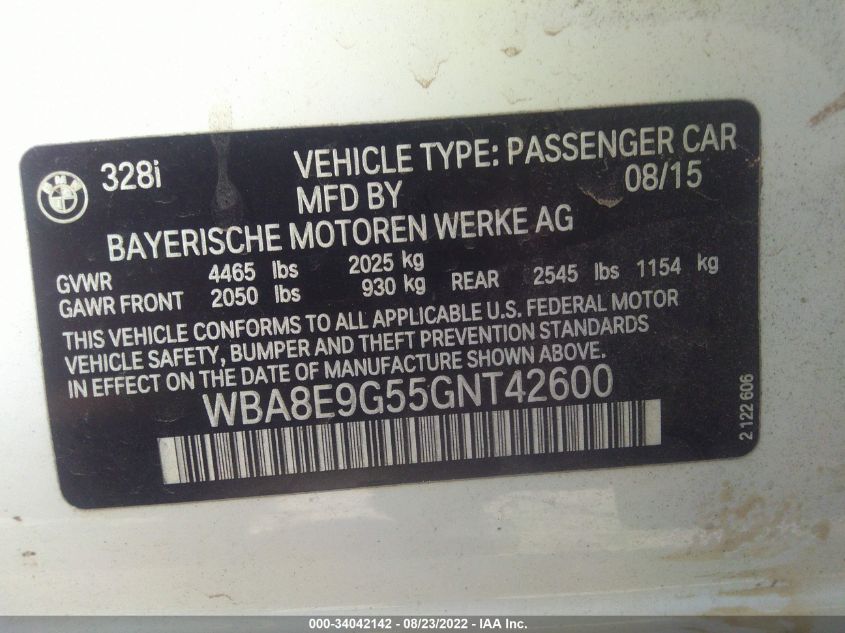 BMW
328i VEHICLE TYPE: PASSENGER CAR
MFD BY 08/15
BAYERISCHE MOTOREN WERKE AG
GVWR 4465 lbs 2025 kg
GAWR FRONT 2050 lbs 930 kg REAR 2545 lbs 1154 kg
THIS VEHICLE CONFORMS TO ALL APPLICABLE U.S. FEDERAL MOTOR
VEHICLE SAFETY, BUMPER AND THEFT PREVENTION STANDARDS
IN EFFECT ON THE DATE OF MANUFACTURE SHOWN ABOVE.
WBA8E9G55GNT42600
2 122 606
000-34042142 - 08/23/2022 - IAA Inc.